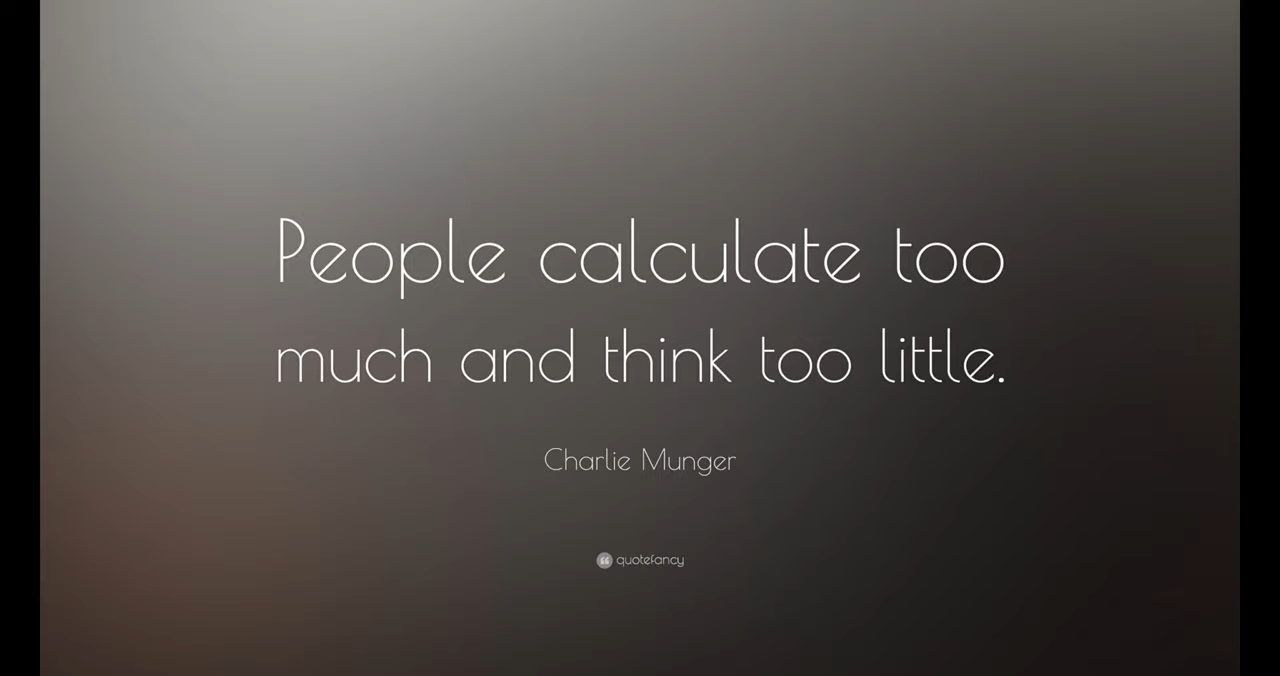 People calculate too
much and think too little.
Charlie Munger
quotefancy